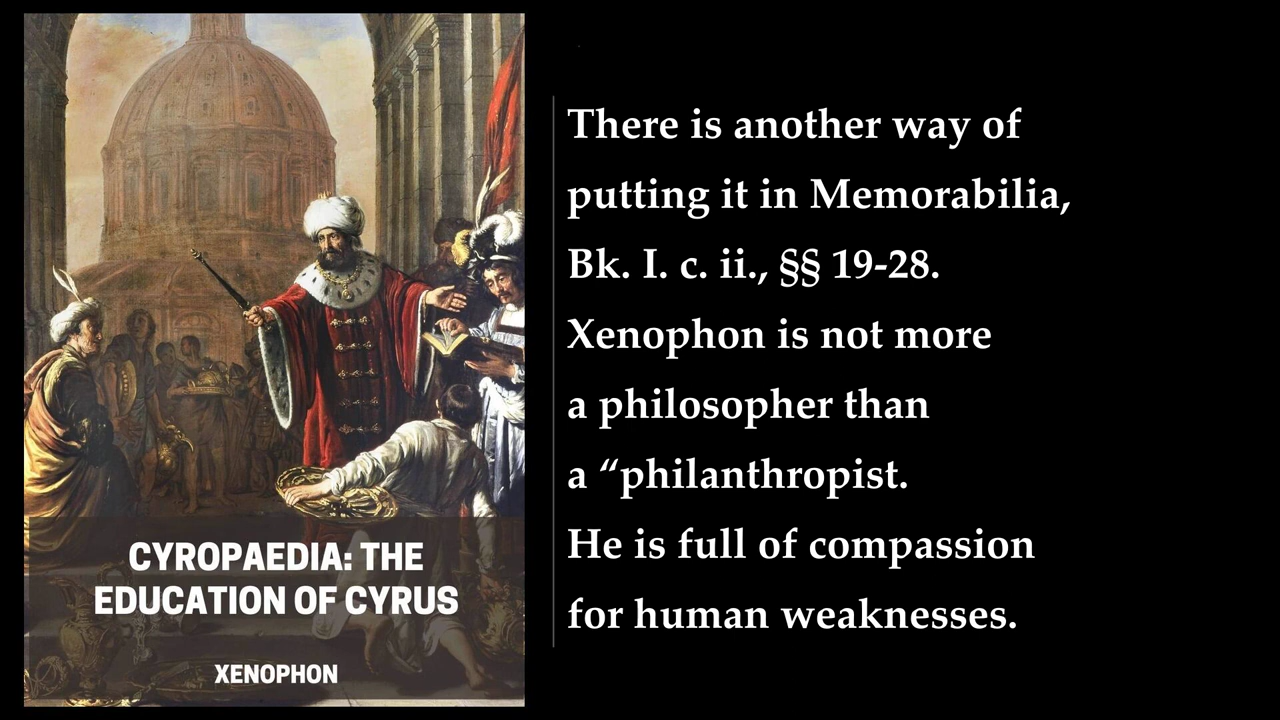 CYROPAEDIA: THE
EDUCATION OF CYRUS
XENOPHON
There is another way of
putting it in Memorabilia,
Bk. I. c. ii., §§ 19-28.
Xenophon is not more
a philosopher than
a “philanthropist.
He is full of compassion
for human weaknesses.